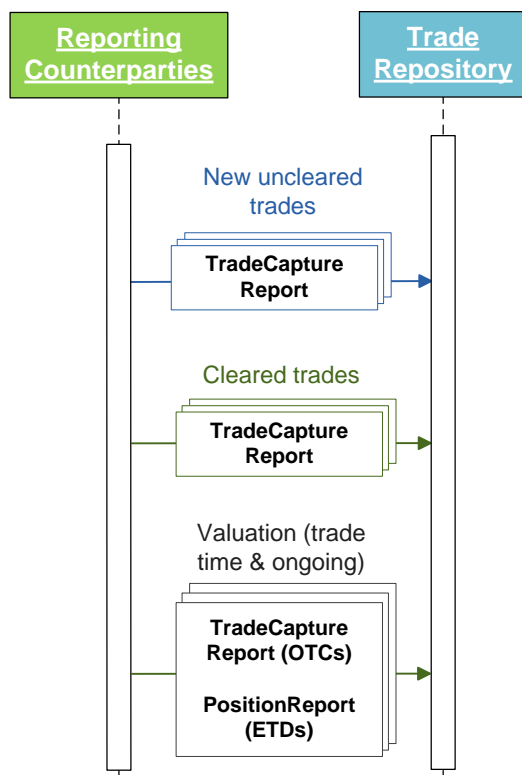 Reporting
Counterparties
Trade
Repository
New uncleared
trades
TradeCapture
Report
Cleared trades
TradeCapture
Report
Valuation (trade
time & ongoing)
TradeCapture
Report (OTCs)
PositionReport
(ETDs)